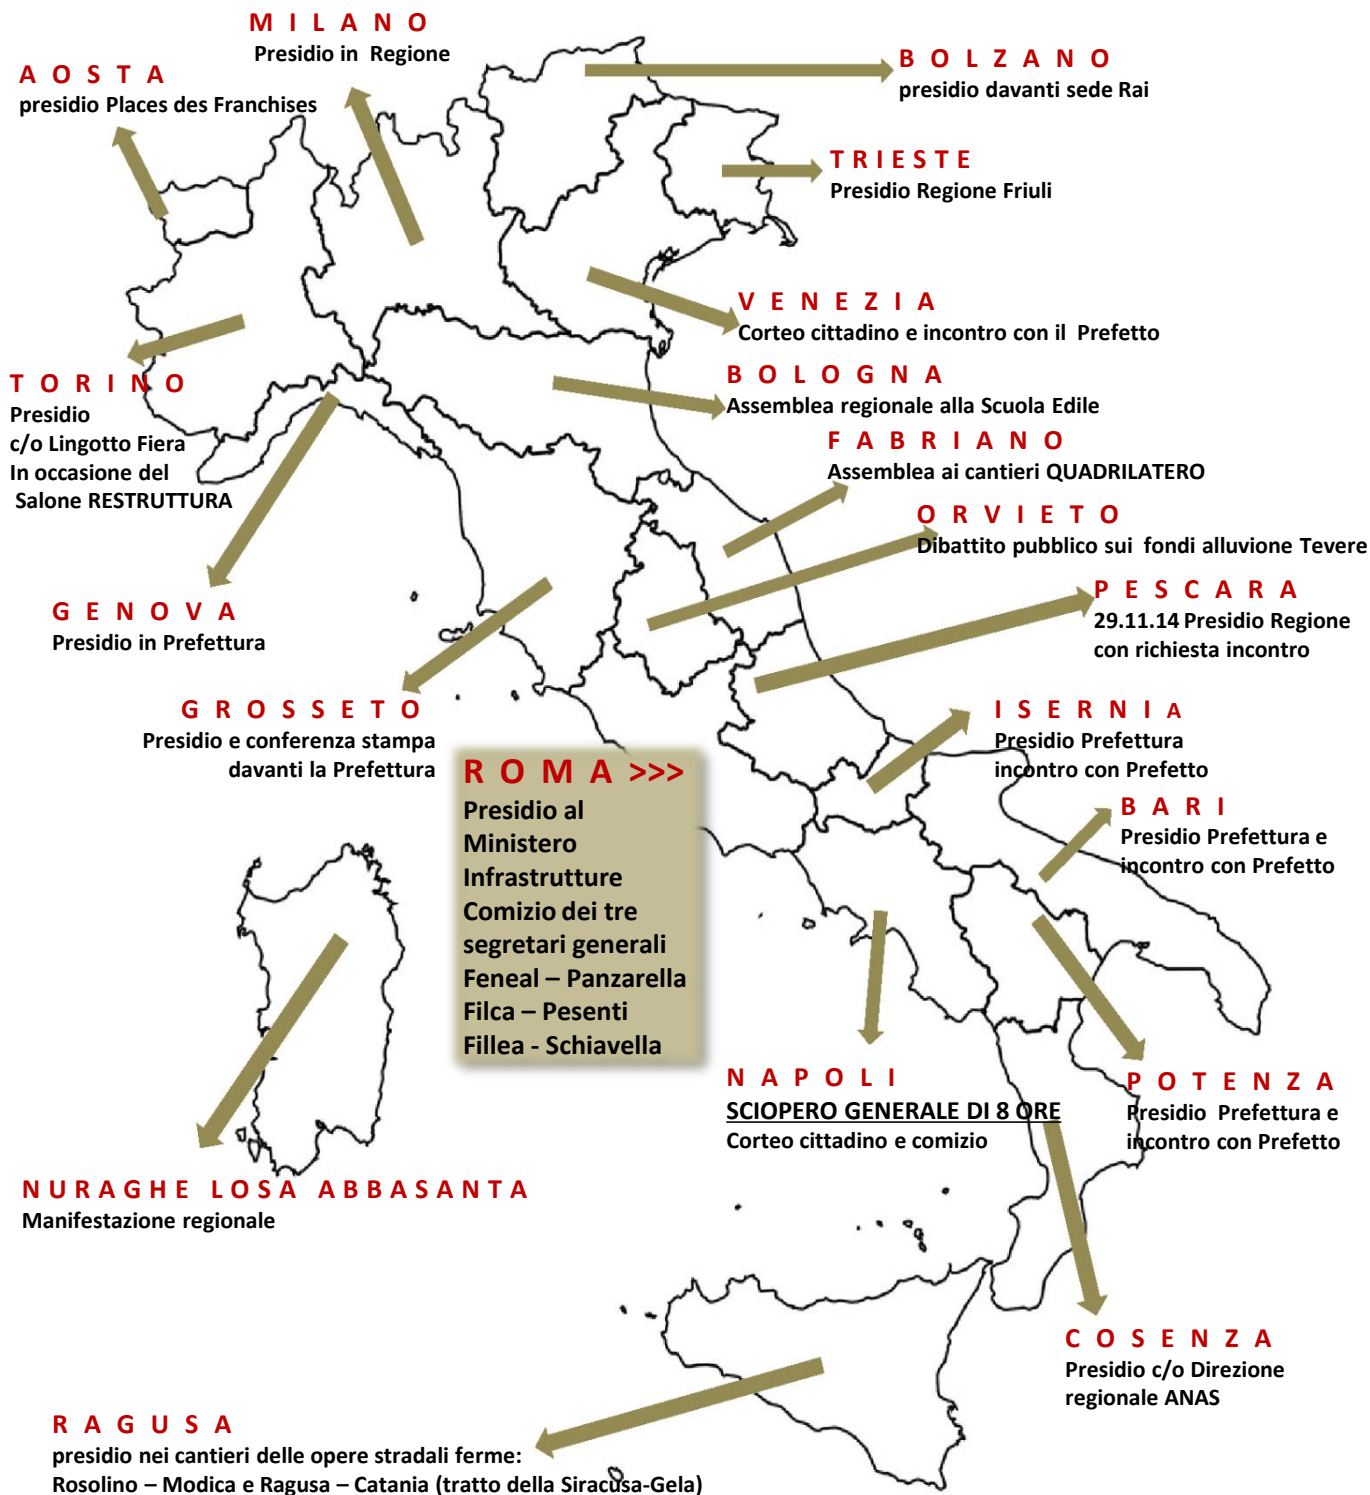 M I L A N O
Presidio in Regione
A O S T A
presidio Places des Franchises
B O L Z A N O
presidio davanti sede Rai
T R I E S T E
Presidio Regione Friuli
V E N E Z I A
Corteo cittadino e incontro con il Prefetto
T O R I N O
Presidio
c/o Lingotto Fiera
In occasione del
Salone RESTRUTTURA
B O L O G N A
Assemblea regionale alla Scuola Edile
F A B R I A N O
Assemblea ai cantieri QUADRILATERO
O R V I E T O
Dibattito pubblico sui fondi alluvione Tevere
P E S C A R A
29.11.14 Presidio Regione
con richiesta incontro
G E N O V A
Presidio in Prefettura
G R O S S E T O
Presidio e conferenza stampa
davanti la Prefettura
I S E R N I A
Presidio Prefettura
incontro con Prefetto
R O M A >>>
Presidio al
Ministero
Infrastrutture
Comizio dei tre
segretari generali
Feneal – Panzarella
Filca – Pesenti
Fillea - Schiavella
B A R I
Presidio Prefettura e
incontro con Prefetto
N A P O L I
SCIOPERO GENERALE DI 8 ORE
Corteo cittadino e comizio
P O T E N Z A
Presidio Prefettura e
incontro con Prefetto
N U R A G H E L O S A A B B A S A N T A
Manifestazione regionale
C O S E N Z A
Presidio c/o Direzione
regionale ANAS
R A G U S A
presidio nei cantieri delle opere stradali ferme:
Rosolino – Modica e Ragusa – Catania (tratto della Siracusa-Gela)